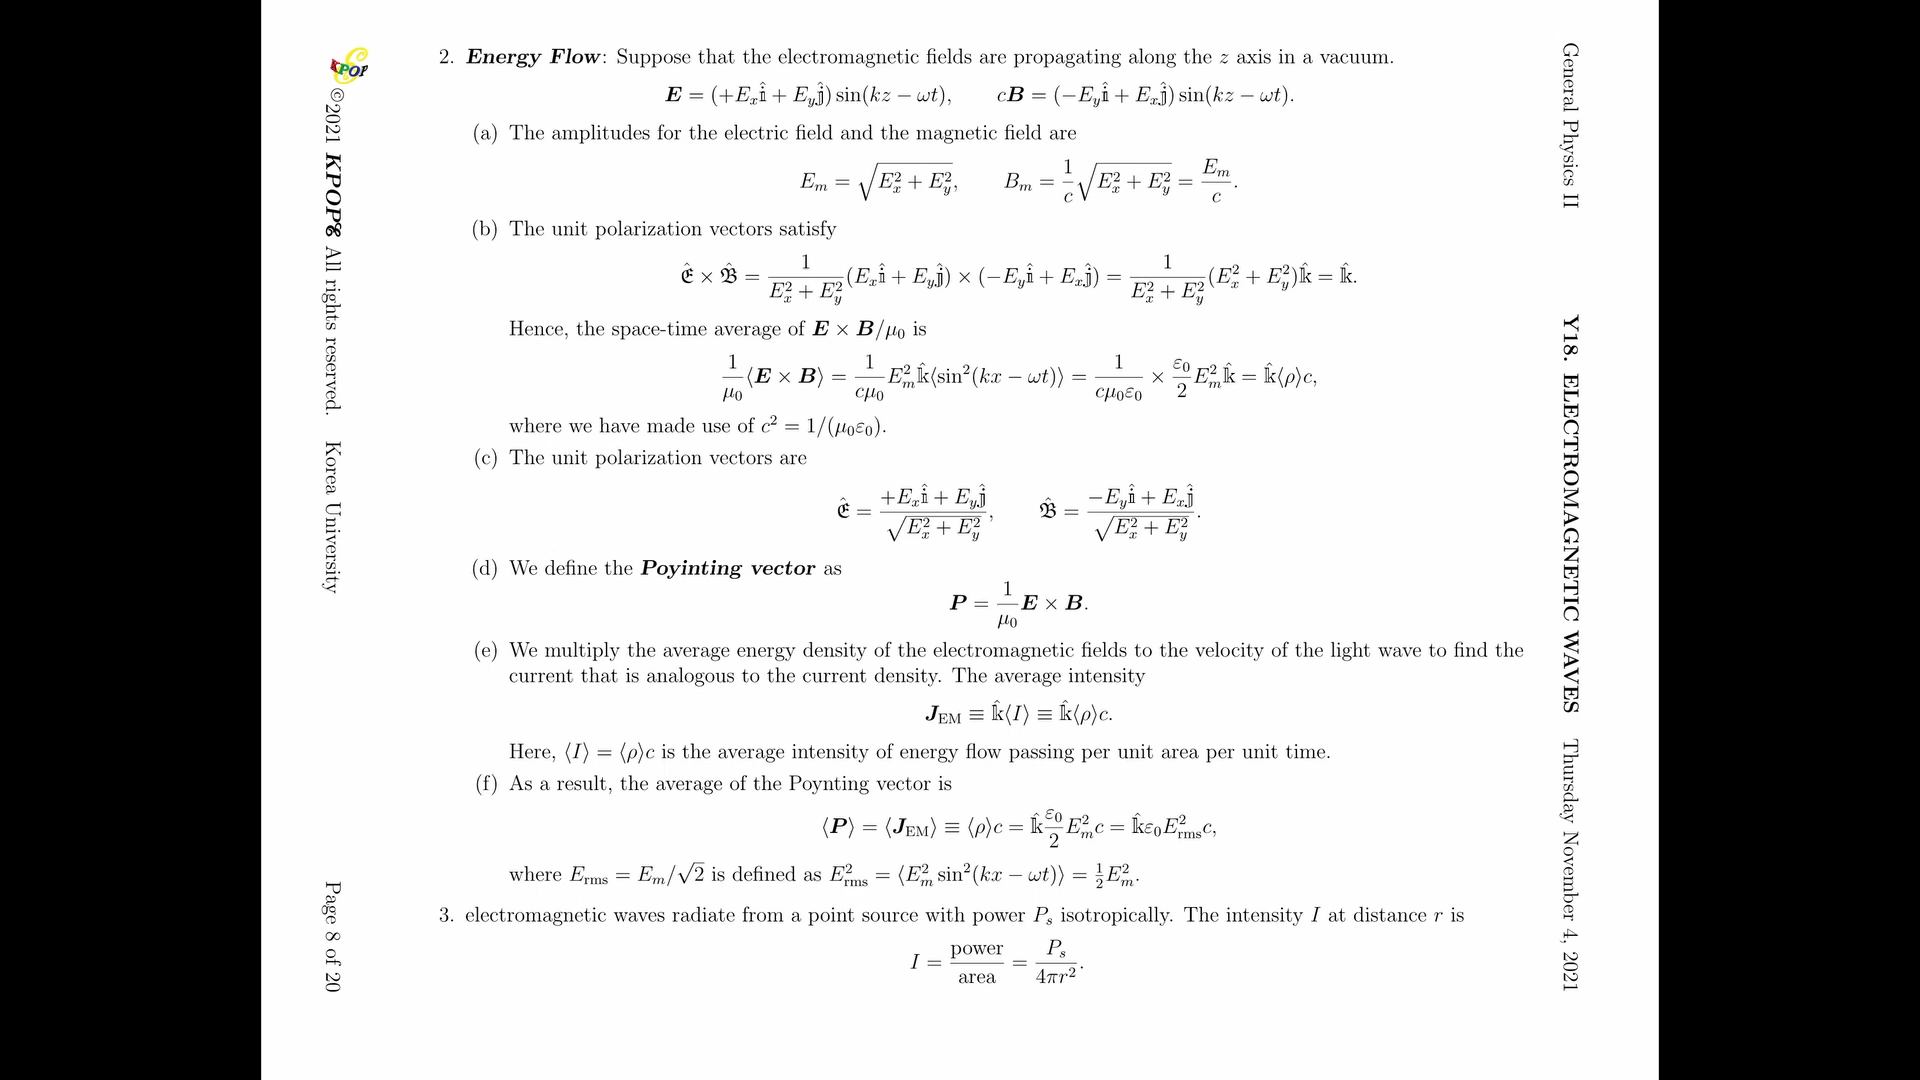 2. Energy Flow: Suppose that the electromagnetic fields are propagating along the z axis in a vacuum.
E = (+E_x î + E_y ĵ) sin(kz − ωt), cB = (−E_y î + E_x ĵ) sin(kz − ωt).
(a) The amplitudes for the electric field and the magnetic field are
E_m = √(E_x² + E_y²), B_m = 1/c √(E_x² + E_y²) = E_m/c.
(b) The unit polarization vectors satisfy
𝕰̂ × 𝕭̂ = 1/(E_x² + E_y²) (E_x î + E_y ĵ) × (−E_y î + E_x ĵ) = 1/(E_x² + E_y²) (E_x² + E_y²)k̂ = k̂.
Hence, the space-time average of E × B/μ₀ is
1/μ₀ ⟨E × B⟩ = 1/(cμ₀) E_m² k̂⟨sin²(kx − ωt)⟩ = 1/(cμ₀ε₀) × ε₀/2 E_m² k̂ = k̂⟨ρ⟩c,
where we have made use of c² = 1/(μ₀ε₀).
(c) The unit polarization vectors are
𝕰̂ = (+E_x î + E_y ĵ)/√(E_x² + E_y²), 𝕭̂ = (−E_y î + E_x ĵ)/√(E_x² + E_y²).
(d) We define the Poyinting vector as
P = 1/μ₀ E × B.
(e) We multiply the average energy density of the electromagnetic fields to the velocity of the light wave to find the
current that is analogous to the current density. The average intensity
J_EM ≡ k̂⟨I⟩ ≡ k̂⟨ρ⟩c.
Here, ⟨I⟩ = ⟨ρ⟩c is the average intensity of energy flow passing per unit area per unit time.
(f) As a result, the average of the Poynting vector is
⟨P⟩ = ⟨J_EM⟩ ≡ ⟨ρ⟩c = k̂ ε₀/2 E_m² c = k̂ε₀E_rms² c,
where E_rms = E_m/√2 is defined as E_rms² = ⟨E_m² sin²(kx − ωt)⟩ = ½E_m².
3. electromagnetic waves radiate from a point source with power P_s isotropically. The intensity I at distance r is
I = power/area = P_s/4πr².
General Physics II Y18. ELECTROMAGNETIC WAVES Thursday November 4, 2021
KPOP ©2021 KPOPℰ All rights reserved. Korea University Page 8 of 20